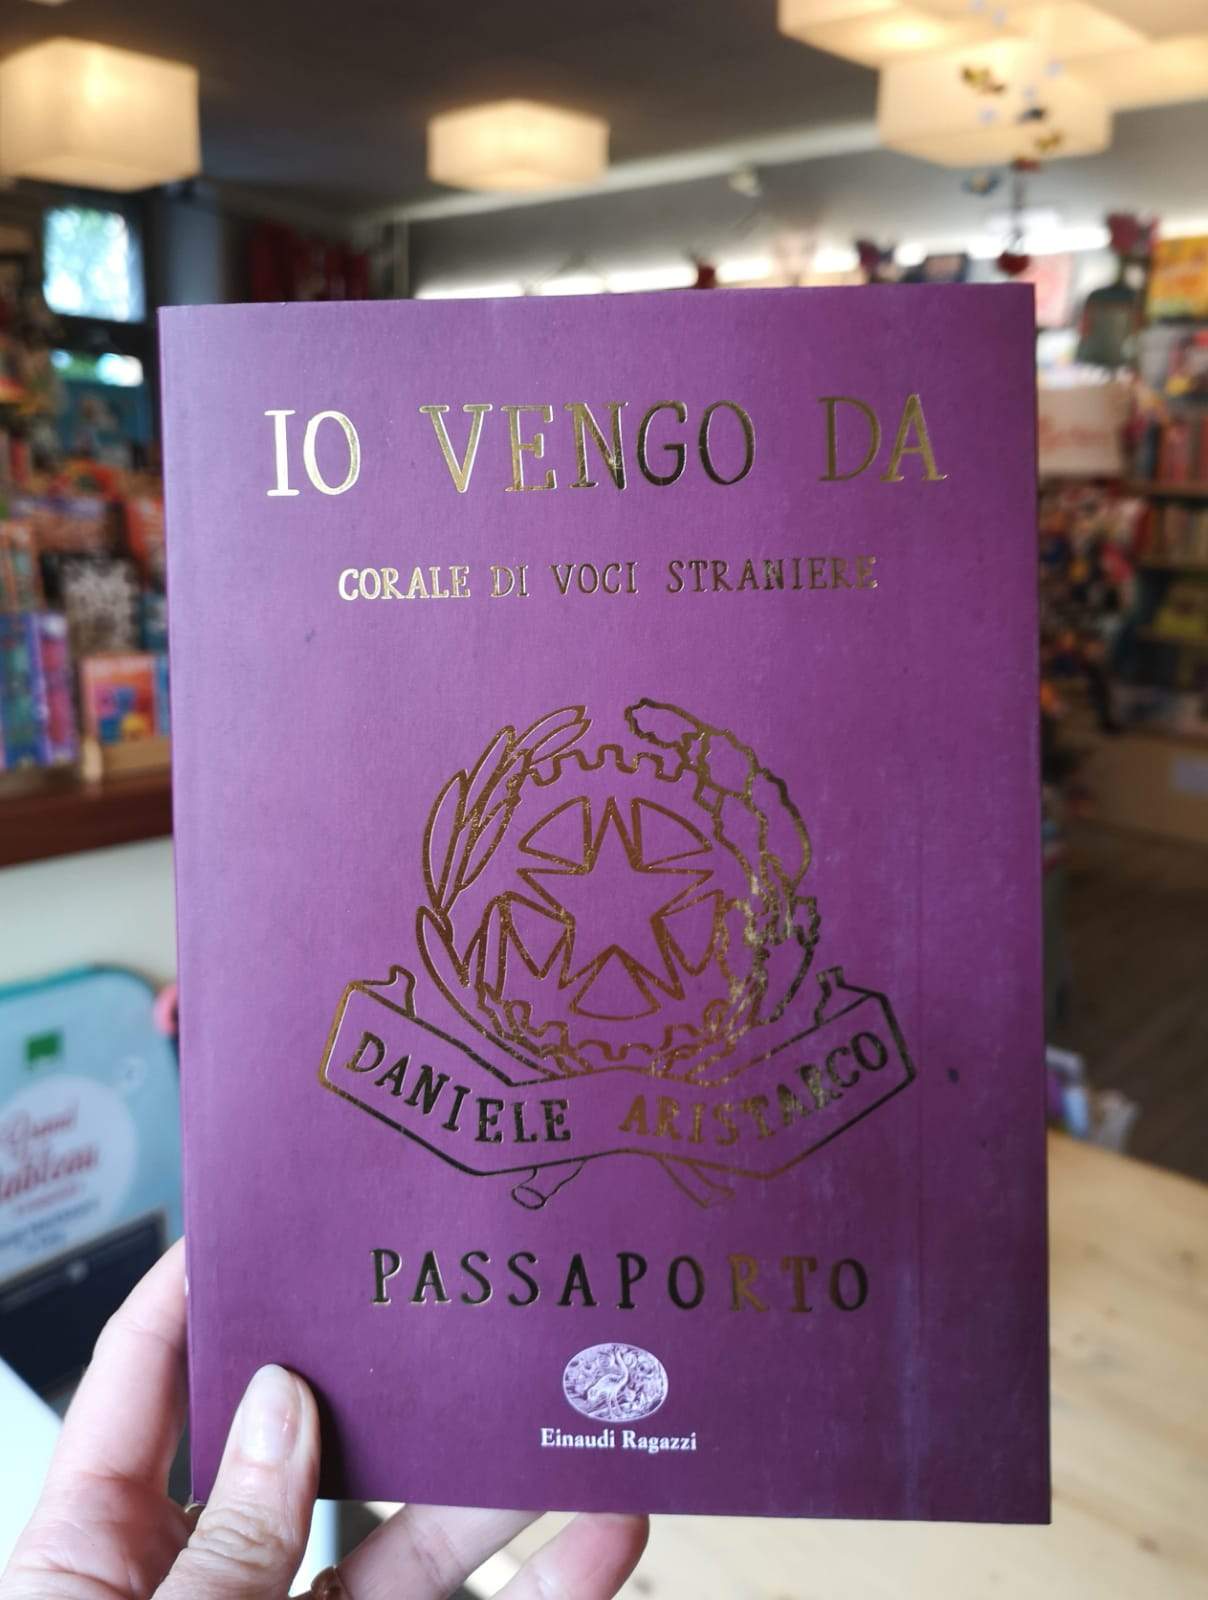 IO VENGO DA
CORALE DI VOCI STRANIERE
DANIELE ARISTARCO
PASSAPORTO
Einaudi Ragazzi